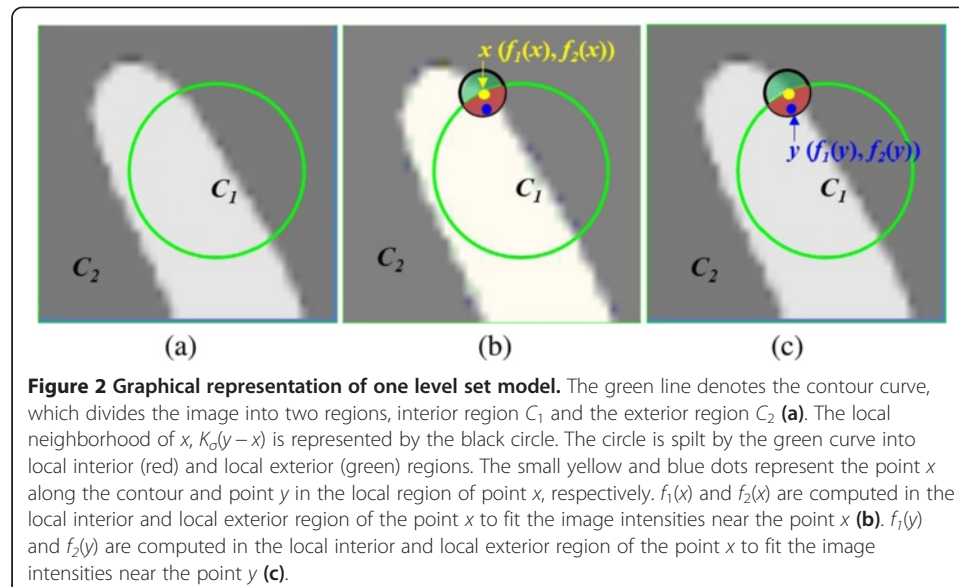 x (f₁(x), f₂(x))
y (f₁(y), f₂(y))
C₁
C₁
C₁
C₂
C₂
C₂
(a)
(b)
(c)
Figure 2 Graphical representation of one level set model. The green line denotes the contour curve,
which divides the image into two regions, interior region C₁ and the exterior region C₂ (a). The local
neighborhood of x, Kσ(y – x) is represented by the black circle. The circle is spilt by the green curve into
local interior (red) and local exterior (green) regions. The small yellow and blue dots represent the point x
along the contour and point y in the local region of point x, respectively. f₁(x) and f₂(x) are computed in the
local interior and local exterior region of the point x to fit the image intensities near the point x (b). f₁(y)
and f₂(y) are computed in the local interior and local exterior region of the point x to fit the image
intensities near the point y (c).